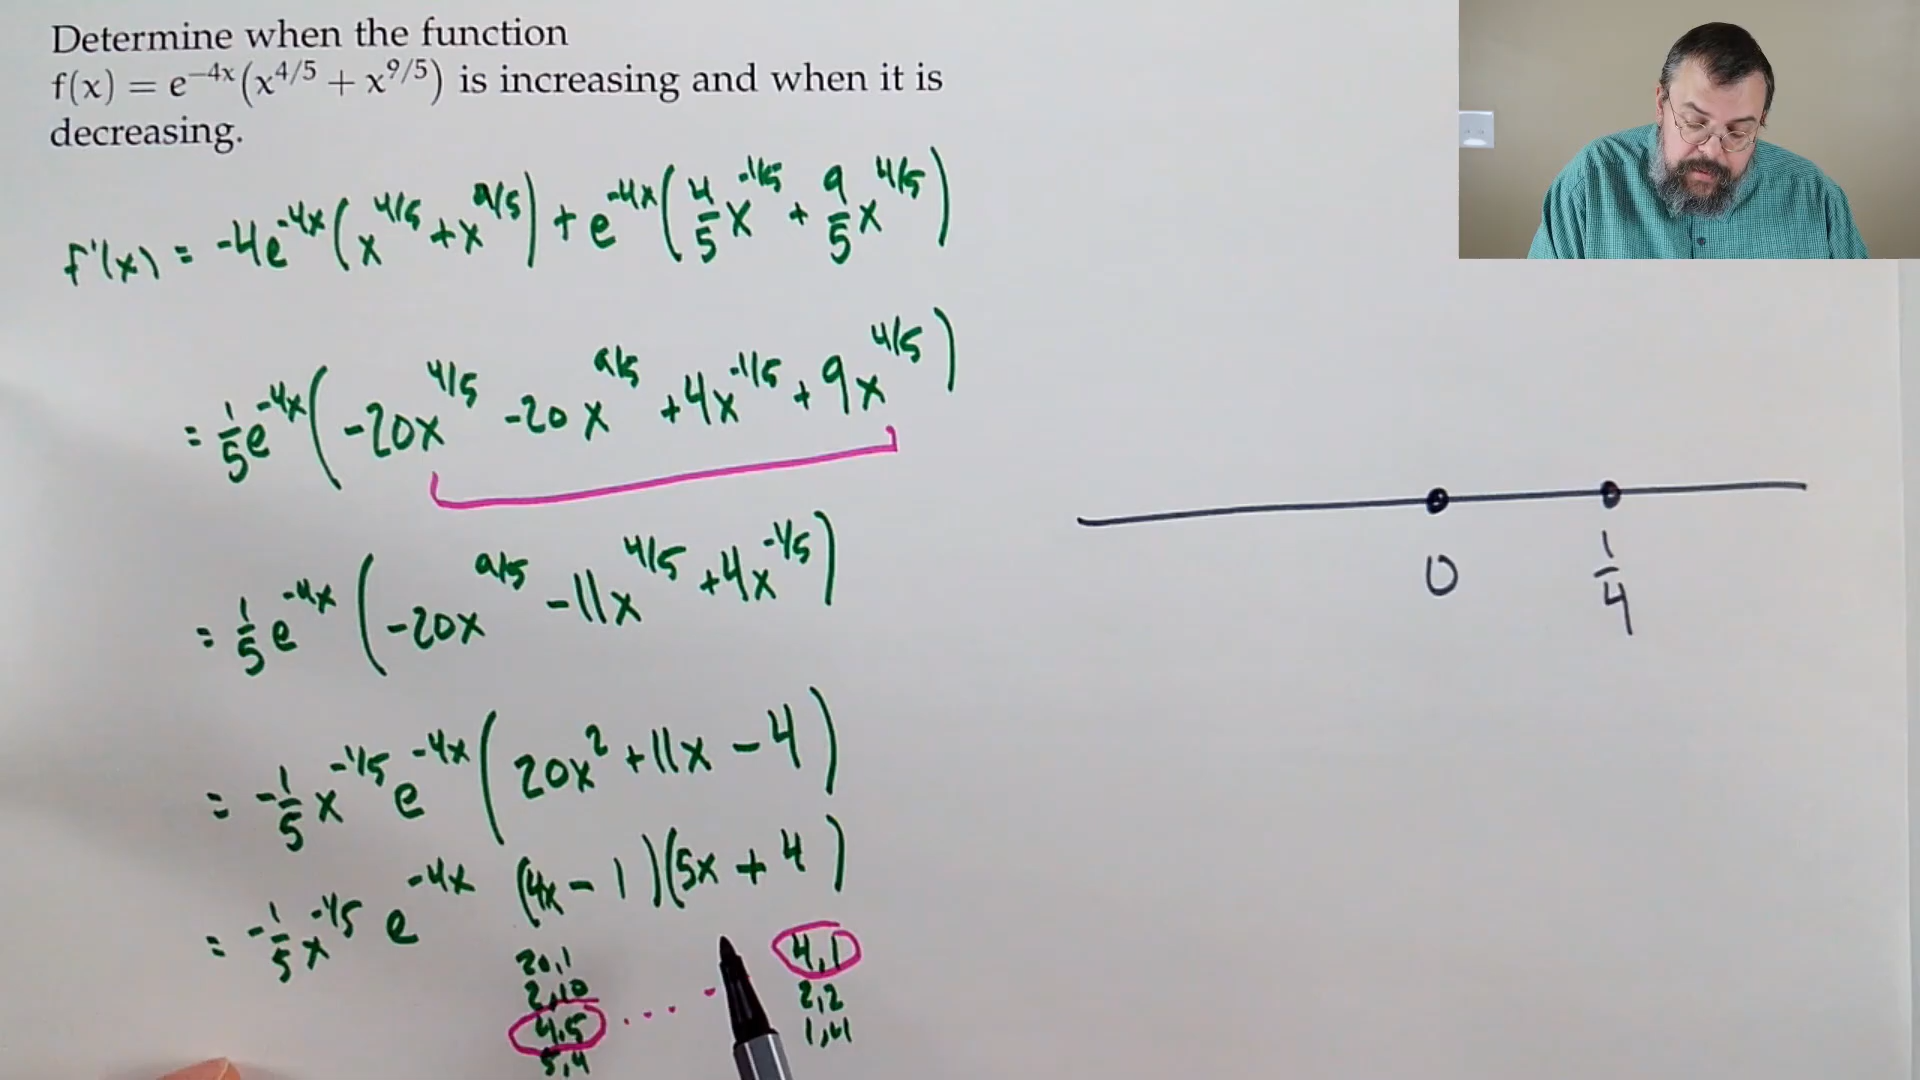 Determine when the function
f(x) = e^{-4x}(x^{4/5} + x^{9/5}) is increasing and when it is
decreasing.
f'(x) = -4e^{-4x}(x^{4/5} + x^{9/5}) + e^{-4x}(4/5 x^{-1/5} + 9/5 x^{4/5})
= 1/5 e^{-4x}(-20x^{4/5} -20x^{9/5} + 4x^{-1/5} + 9x^{4/5})
= 1/5 e^{-4x}(-20x^{9/5} - 11x^{4/5} + 4x^{-1/5})
= -1/5 x^{-1/5} e^{-4x}(20x^2 + 11x - 4)
= -1/5 x^{-1/5} e^{-4x} (4x - 1)(5x + 4)
20,1
2,10
4,5 . . . .
5,4
4,1
2,2
1,4
0 1/4